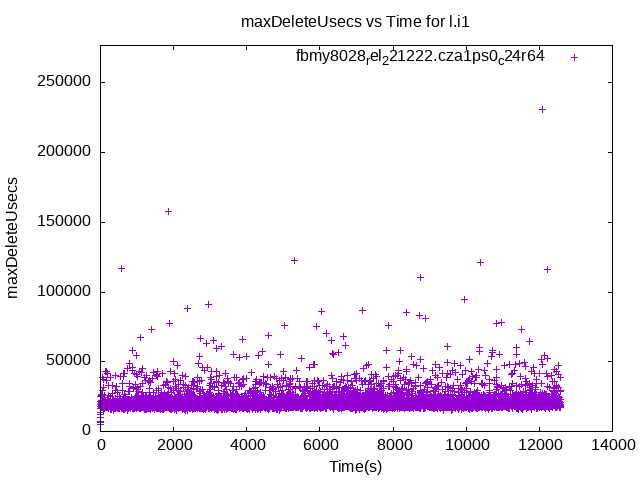 maxDeleteUsecs vs Time for l.i1
fbmy8028rel221222.cza1ps0c24r64
250000
200000
150000
100000
50000
0
maxDeleteUsecs
0 2000 4000 6000 8000 10000 12000 14000
Time(s)